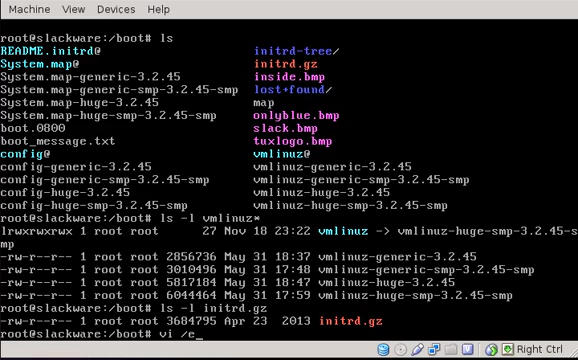 Machine View Devices Help
root@slackware:/boot# ls
README.initrd@ initrd-tree/
System.map@ initrd.gz
System.map-generic-3.2.45 inside.bmp
System.map-generic-smp-3.2.45-smp lost+found/
System.map-huge-3.2.45 map
System.map-huge-smp-3.2.45-smp onlyblue.bmp
boot.0800 slack.bmp
boot_message.txt tuxlogo.bmp
config@ vmlinuz@
config-generic-3.2.45 vmlinuz-generic-3.2.45
config-generic-smp-3.2.45-smp vmlinuz-generic-smp-3.2.45-smp
config-huge-3.2.45 vmlinuz-huge-3.2.45
config-huge-smp-3.2.45-smp vmlinuz-huge-smp-3.2.45-smp
root@slackware:/boot# ls -l vmlinuz*
lrwxrwxrwx 1 root root 27 Nov 18 23:22 vmlinuz -> vmlinuz-huge-smp-3.2.45-s
mp
-rw-r--r-- 1 root root 2856736 May 31 18:37 vmlinuz-generic-3.2.45
-rw-r--r-- 1 root root 3010496 May 31 17:48 vmlinuz-generic-smp-3.2.45-smp
-rw-r--r-- 1 root root 5817184 May 31 18:47 vmlinuz-huge-3.2.45
-rw-r--r-- 1 root root 6044464 May 31 17:59 vmlinuz-huge-smp-3.2.45-smp
root@slackware:/boot# ls -l initrd.gz
-rw-r--r-- 1 root root 3684795 Apr 23 2013 initrd.gz
root@slackware:/boot# vi /e_
Right Ctrl